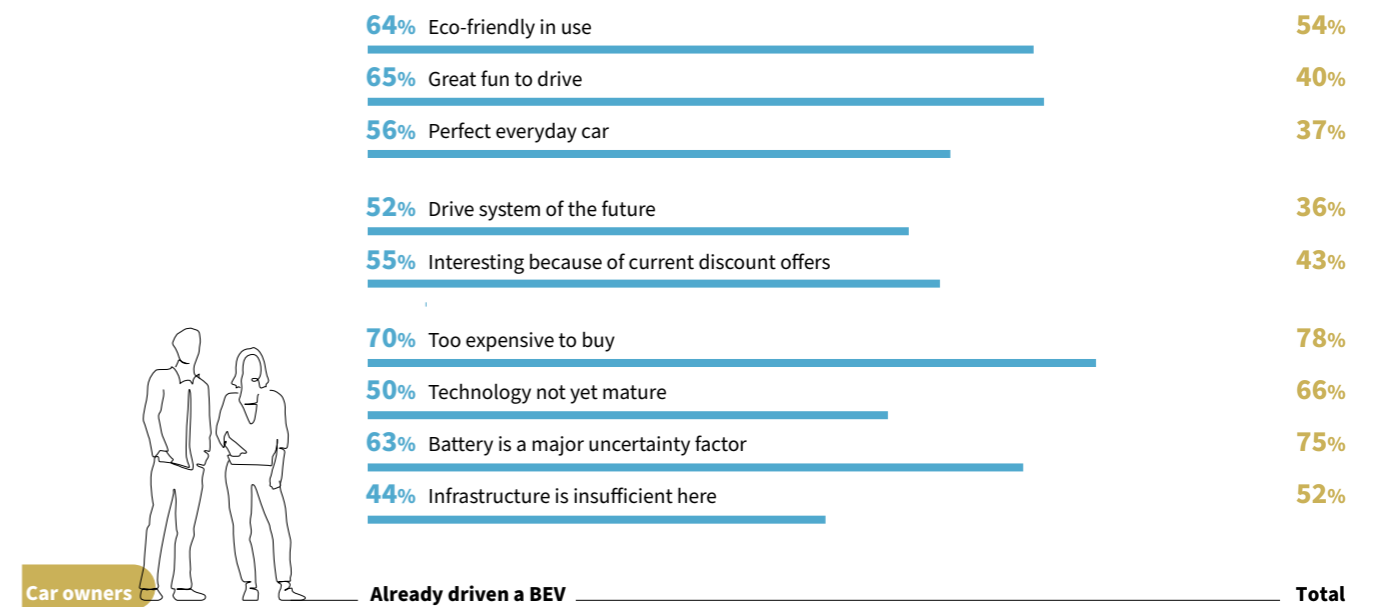 64% Eco-friendly in use 54%
65% Great fun to drive 40%
56% Perfect everyday car 37%
52% Drive system of the future 36%
55% Interesting because of current discount offers 43%
70% Too expensive to buy 78%
50% Technology not yet mature 66%
63% Battery is a major uncertainty factor 75%
44% Infrastructure is insufficient here 52%
Car owners Already driven a BEV Total